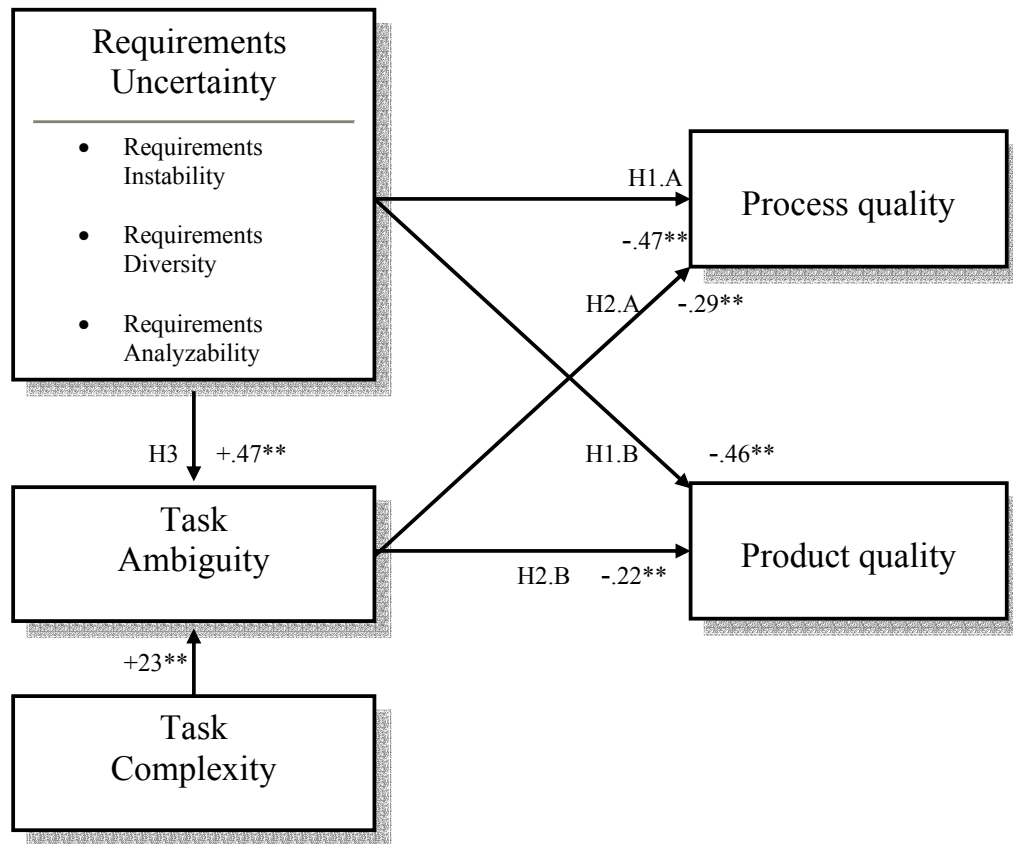 Requirements
Uncertainty
• Requirements
Instability
• Requirements
Diversity
• Requirements
Analyzability
H1.A
Process quality
-.47**
H2.A -.29**
H3 +.47**
H1.B -.46**
Task
Ambiguity
Product quality
H2.B -.22**
+23**
Task
Complexity